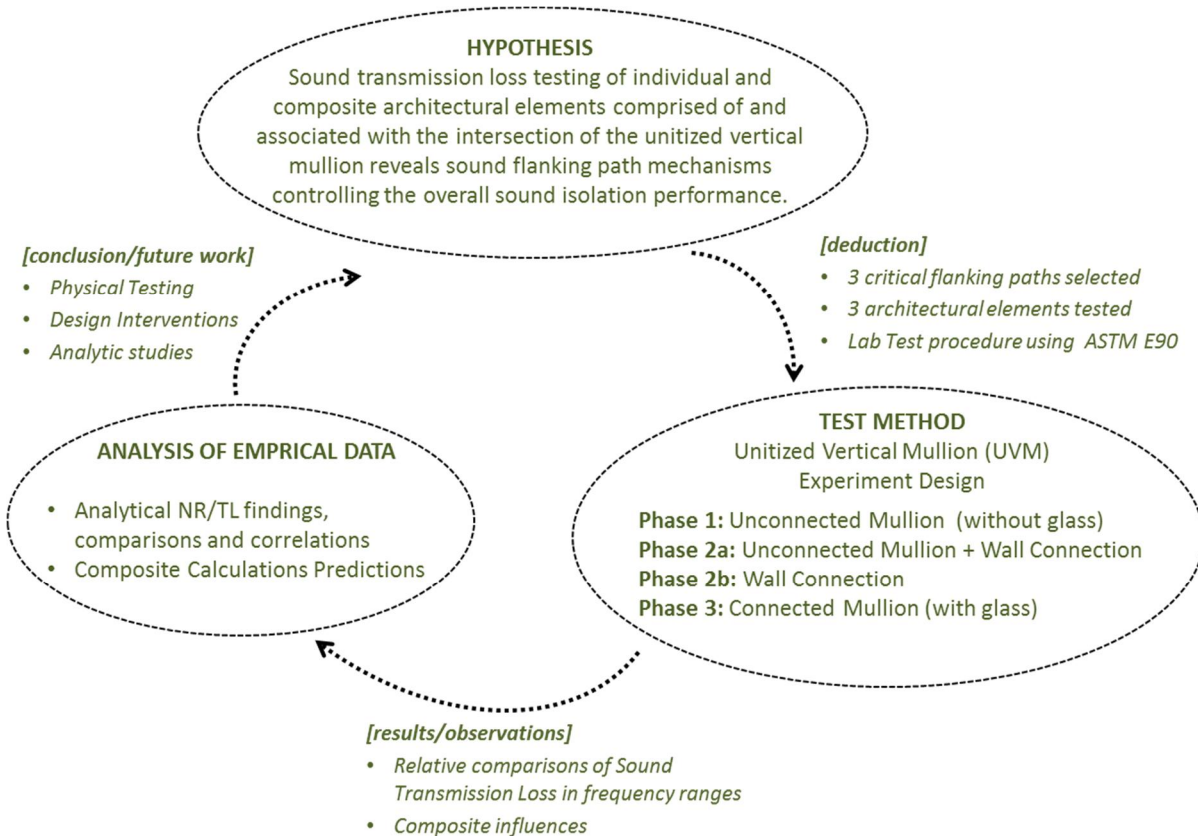 HYPOTHESIS
Sound transmission loss testing of individual and
composite architectural elements comprised of and
associated with the intersection of the unitized vertical
mullion reveals sound flanking path mechanisms
controlling the overall sound isolation performance.
[deduction]
• 3 critical flanking paths selected
• 3 architectural elements tested
• Lab Test procedure using ASTM E90
TEST METHOD
Unitized Vertical Mullion (UVM)
Experiment Design
Phase 1: Unconnected Mullion (without glass)
Phase 2a: Unconnected Mullion + Wall Connection
Phase 2b: Wall Connection
Phase 3: Connected Mullion (with glass)
[results/observations]
• Relative comparisons of Sound
Transmission Loss in frequency ranges
• Composite influences
ANALYSIS OF EMPRICAL DATA
• Analytical NR/TL findings,
comparisons and correlations
• Composite Calculations Predictions
[conclusion/future work]
• Physical Testing
• Design Interventions
• Analytic studies